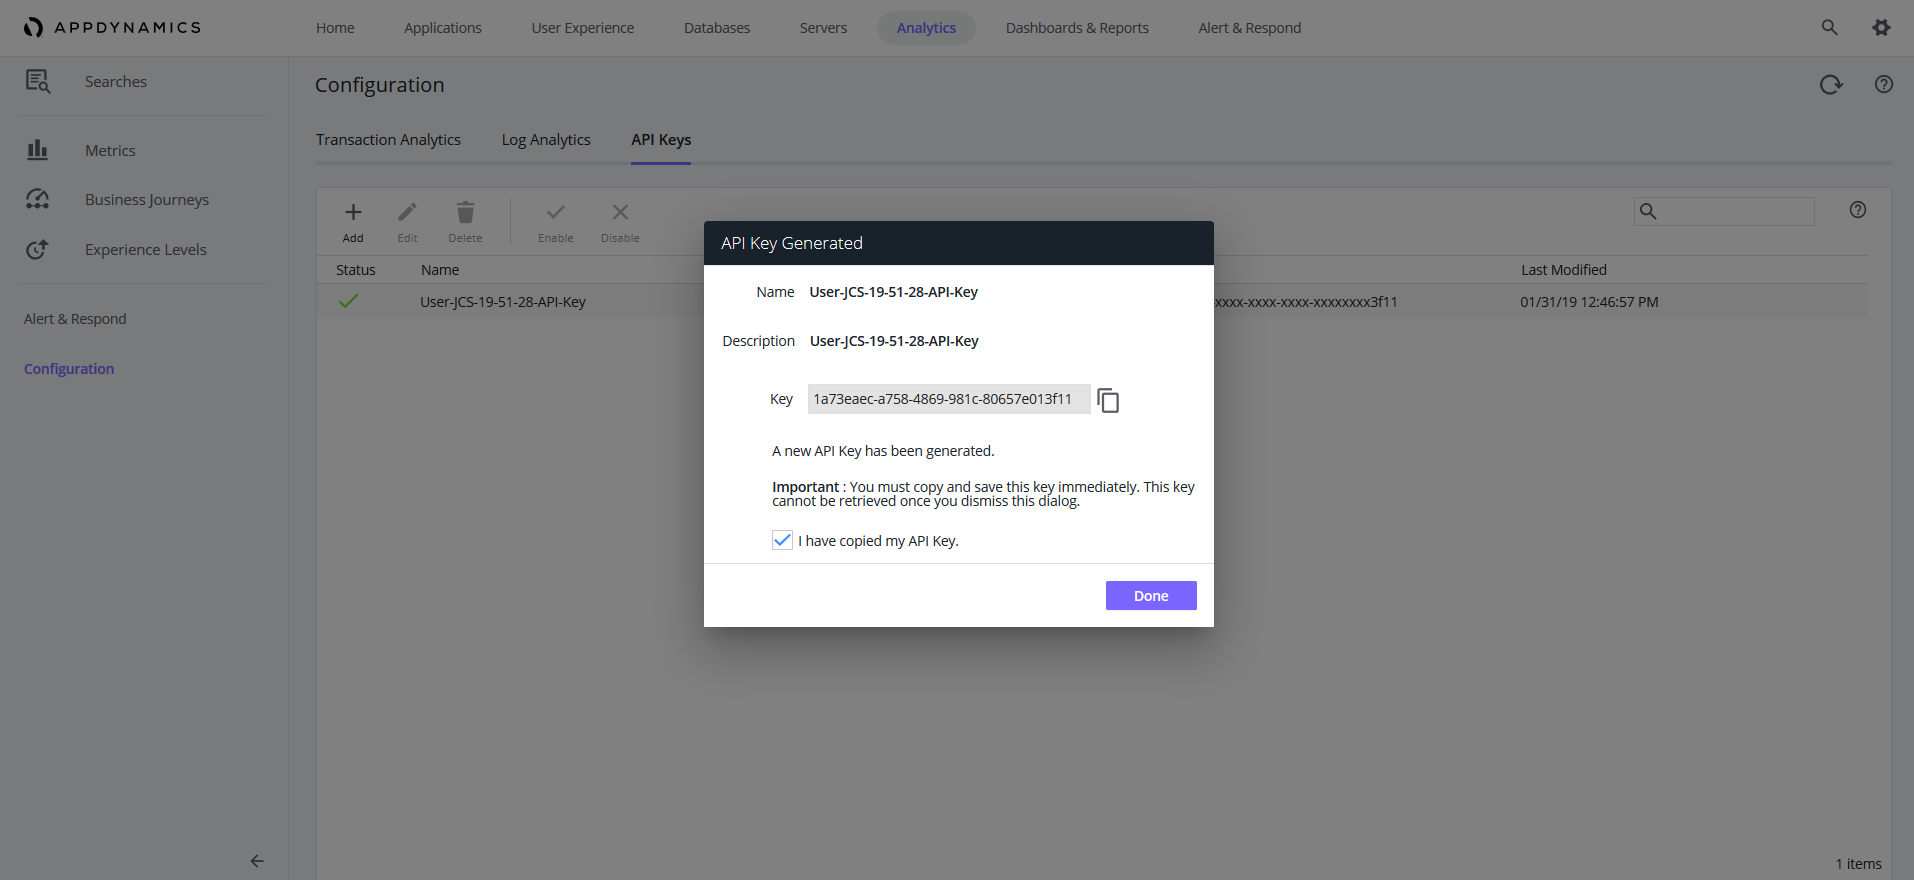 APPDYNAMICS
Home
Applications
User Experience
Databases
Servers
Analytics
Dashboards & Reports
Alert & Respond
Searches
Metrics
Business Journeys
Experience Levels
Alert & Respond
Configuration
Configuration
Transaction Analytics
Log Analytics
API Keys
Add
Edit
Delete
Enable
Disable
Status
Name
Last Modified
User-JCS-19-51-28-API-Key
xxxx-xxxx-xxxx-xxxxxxxx3f11
01/31/19 12:46:57 PM
API Key Generated
Name User-JCS-19-51-28-API-Key
Description User-JCS-19-51-28-API-Key
Key 1a73eaec-a758-4869-981c-80657e013f11
A new API Key has been generated.
Important : You must copy and save this key immediately. This key
cannot be retrieved once you dismiss this dialog.
I have copied my API Key.
Done
1 items